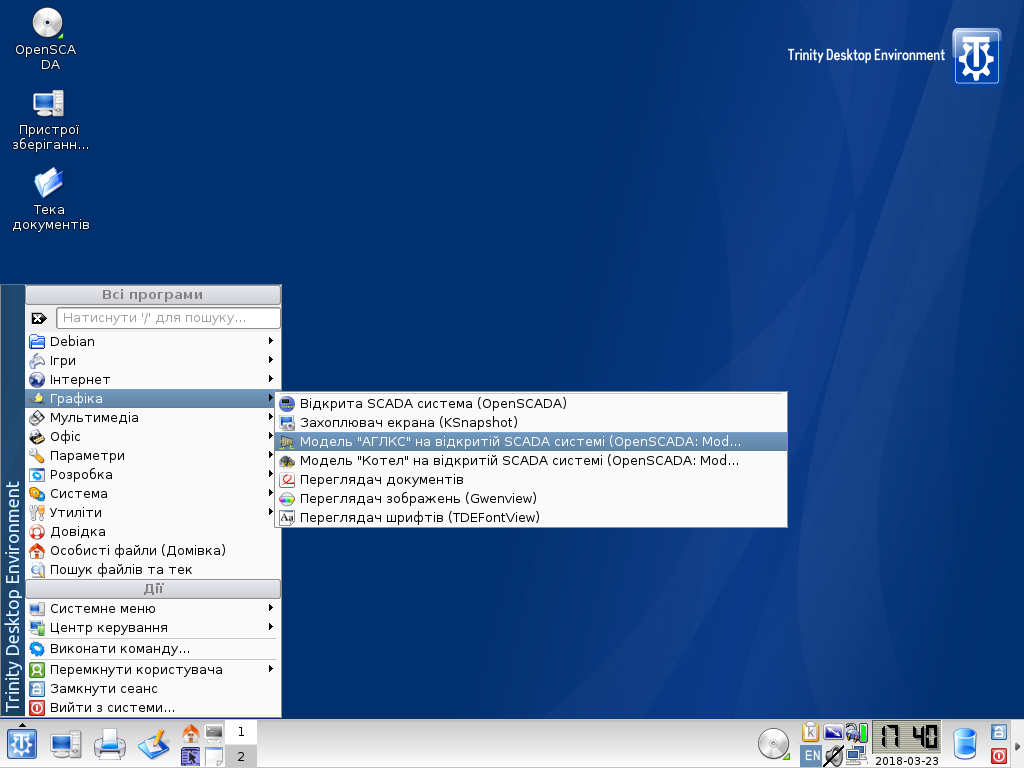 OpenSCA
DA
Trinity Desktop Environment
Пристрої
зберіганн...
Тека
документів
Всі програми
Натиснути '/' для пошуку...
Debian
Ігри
Інтернет
Графіка
Мультимедіа
Офіс
Параметри
Розробка
Система
Утиліти
Довідка
Особисті файли (Домівка)
Пошук файлів та тек
Дії
Системне меню
Центр керування
Виконати команду...
Перемкнути користувача
Замкнути сеанс
Вийти з системи...
Trinity Desktop Environment
Відкрита SCADA система (OpenSCADA)
Захоплювач екрана (KSnapshot)
Модель "АГЛКС" на відкритій SCADA системі (OpenSCADA: Mod...
Модель "Котел" на відкритій SCADA системі (OpenSCADA: Mod...
Переглядач документів
Переглядач зображень (Gwenview)
Переглядач шрифтів (TDEFontView)
1
2
EN
17 40
2018-03-23